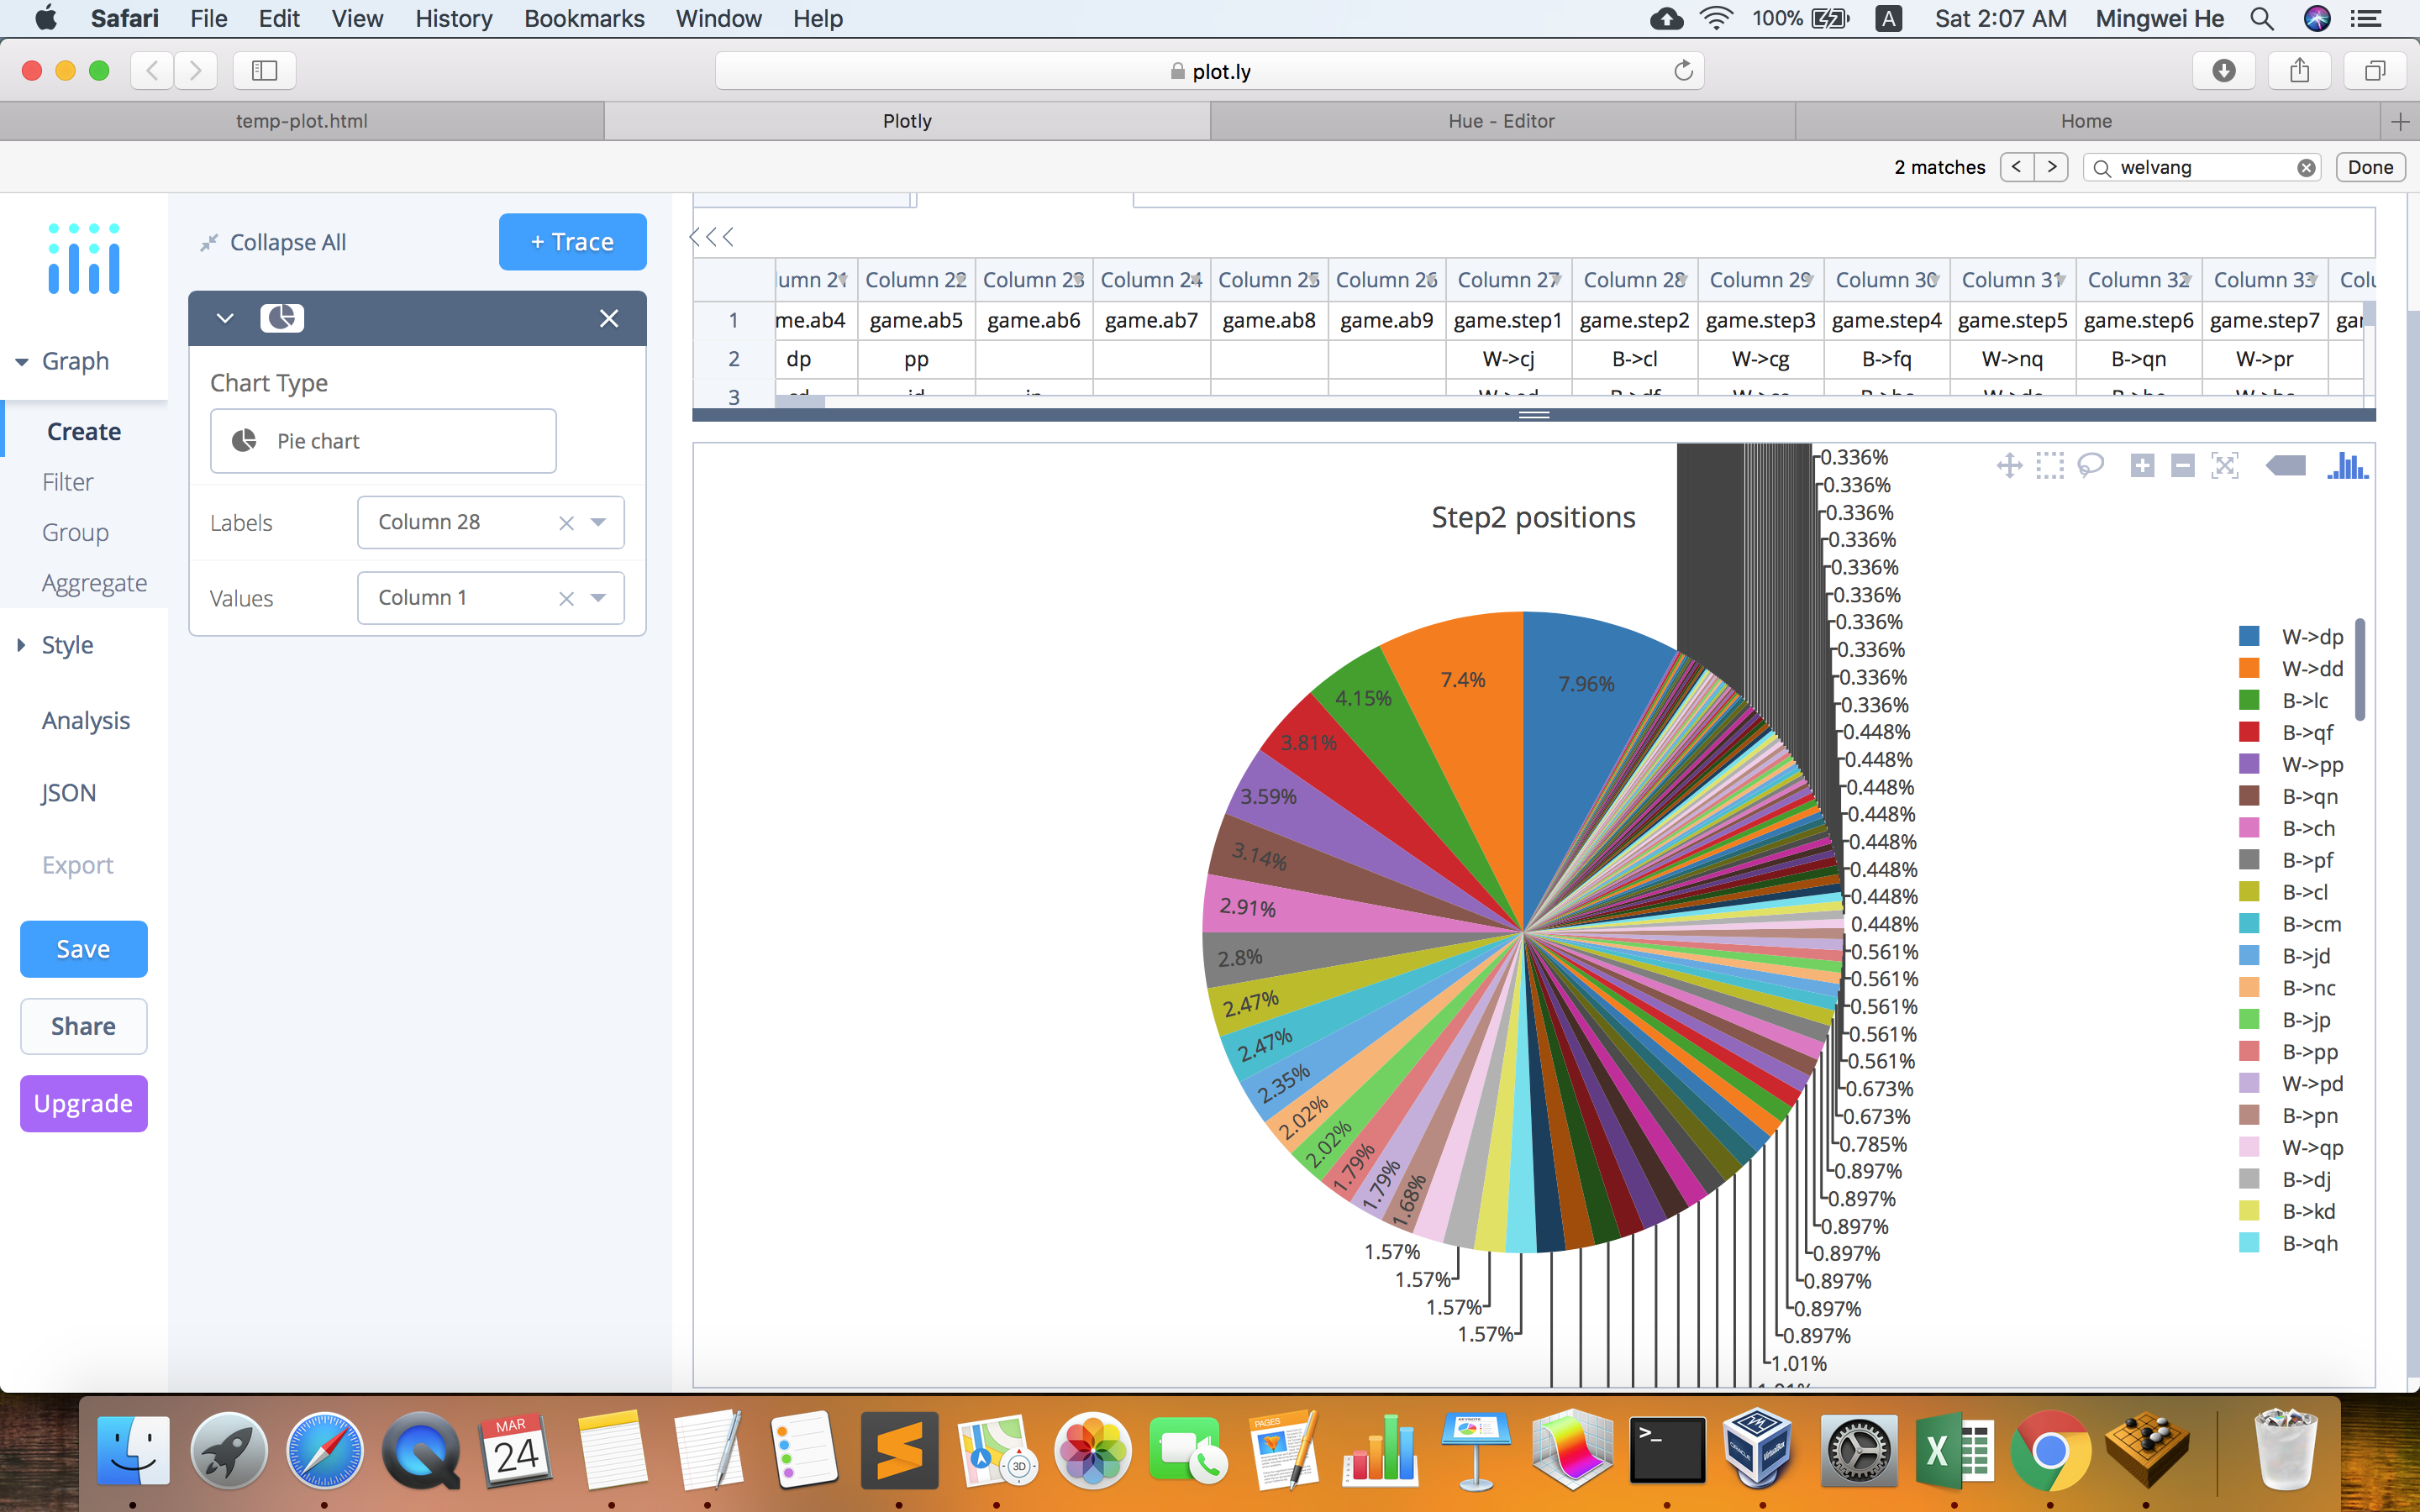 Safari File Edit View History Bookmarks Window Help 100% A Sat 2:07 AM Mingwei He
plot.ly
temp-plot.html Plotly Hue - Editor Home
2 matches welvang Done
Collapse All + Trace
Graph
Create
Filter
Group
Aggregate
Style
Analysis
JSON
Export
Save
Share
Upgrade
Chart Type
Pie chart
Labels Column 28
Values Column 1
umn 21 Column 22 Column 23 Column 24 Column 25 Column 26 Column 27 Column 28 Column 29 Column 30 Column 31 Column 32 Column 33 Colu
1 me.ab4 game.ab5 game.ab6 game.ab7 game.ab8 game.ab9 game.step1 game.step2 game.step3 game.step4 game.step5 game.step6 game.step7
2 dp pp W->cj B->cl W->cg B->fq W->nq B->qn W->pr
3
Step2 positions
7.96%
7.4%
4.15%
3.81%
3.59%
3.14%
2.91%
2.8%
2.47%
2.47%
2.35%
2.02%
2.02%
1.79%
1.79%
1.68%
1.57%
1.57%
1.57%
1.57%
0.336%
0.336%
0.336%
0.336%
0.336%
0.336%
0.336%
0.336%
0.336%
0.336%
0.448%
0.448%
0.448%
0.448%
0.448%
0.448%
0.448%
0.448%
0.561%
0.561%
0.561%
0.561%
0.561%
0.673%
0.673%
0.785%
0.897%
0.897%
0.897%
0.897%
0.897%
0.897%
0.897%
1.01%
W->dp
W->dd
B->lc
B->qf
W->pp
B->qn
B->ch
B->pf
B->cl
B->cm
B->jd
B->nc
B->jp
B->pp
W->pd
B->pn
W->qp
B->dj
B->kd
B->qh
MAR
24
3D
PAGES
>_
X